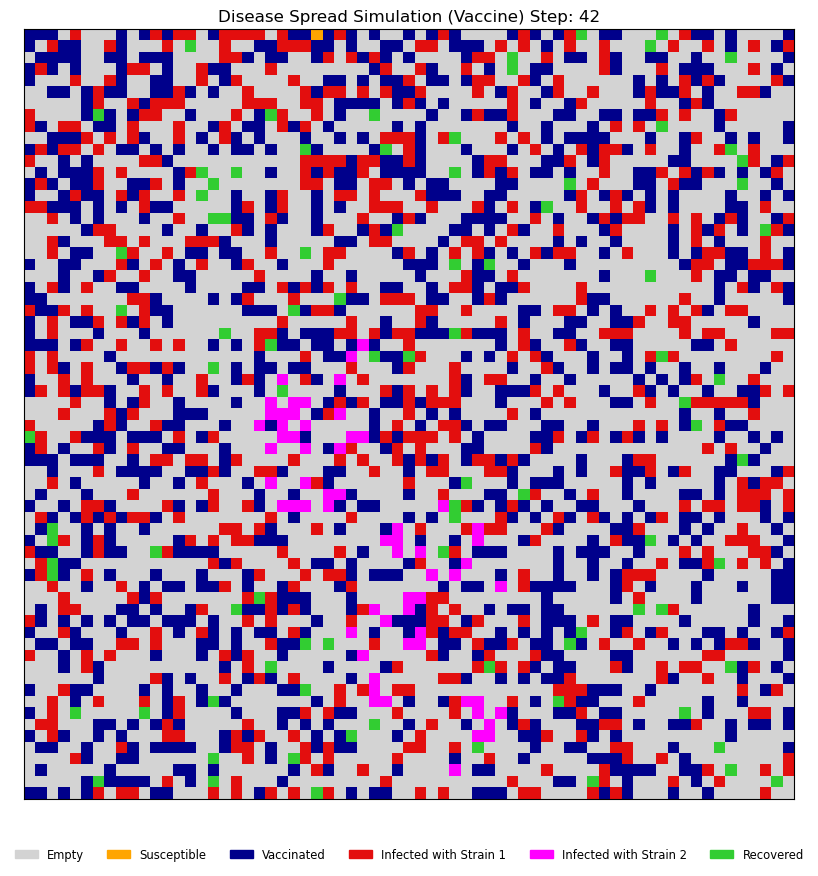 Disease Spread Simulation (Vaccine) Step: 42
Empty Susceptible Vaccinated Infected with Strain 1 Infected with Strain 2 Recovered